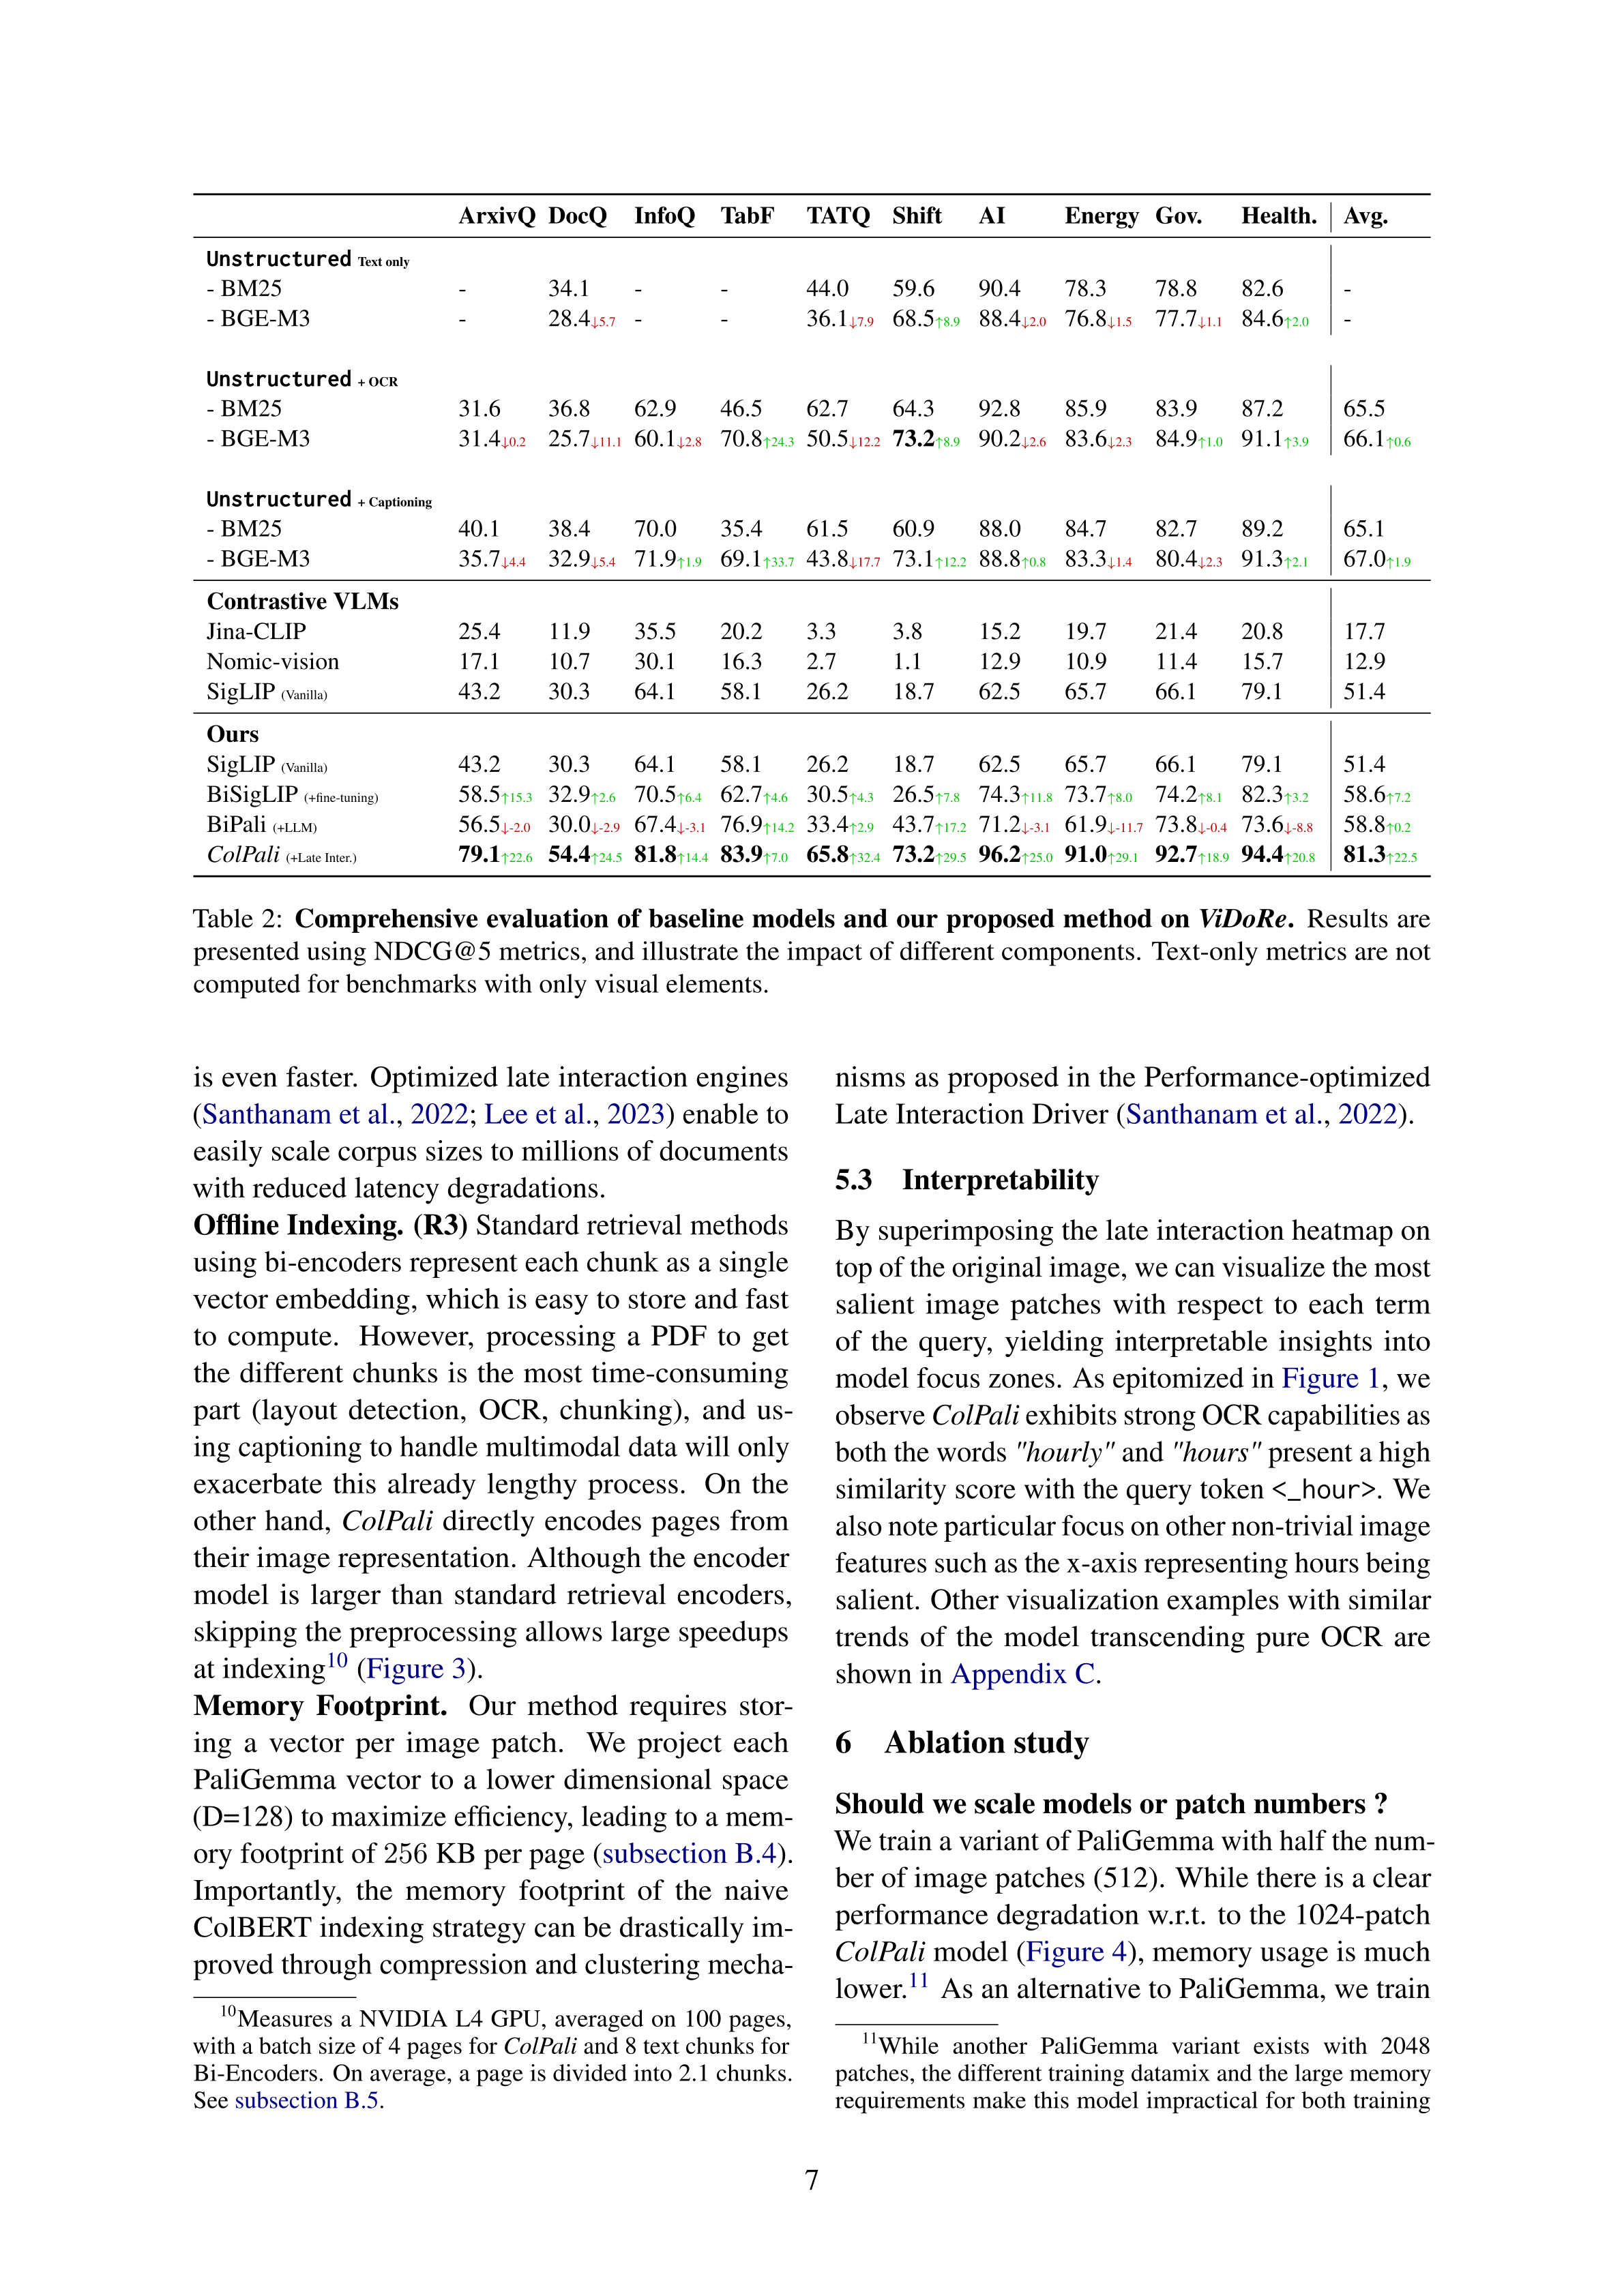 ArxivQ DocQ InfoQ TabF TATQ Shift AI Energy Gov. Health. Avg.
Unstructured Text only
- BM25 - 34.1 - - 44.0 59.6 90.4 78.3 78.8 82.6 -
- BGE-M3 - 28.4↓5.7 - - 36.1↓7.9 68.5↑8.9 88.4↓2.0 76.8↓1.5 77.7↓1.1 84.6↑2.0 -
Unstructured + OCR
- BM25 31.6 36.8 62.9 46.5 62.7 64.3 92.8 85.9 83.9 87.2 65.5
- BGE-M3 31.4↓0.2 25.7↓11.1 60.1↓2.8 70.8↑24.3 50.5↓12.2 73.2↑8.9 90.2↓2.6 83.6↓2.3 84.9↑1.0 91.1↑3.9 66.1↑0.6
Unstructured + Captioning
- BM25 40.1 38.4 70.0 35.4 61.5 60.9 88.0 84.7 82.7 89.2 65.1
- BGE-M3 35.7↓4.4 32.9↓5.4 71.9↑1.9 69.1↑33.7 43.8↓17.7 73.1↑12.2 88.8↑0.8 83.3↓1.4 80.4↓2.3 91.3↑2.1 67.0↑1.9
Contrastive VLMs
Jina-CLIP 25.4 11.9 35.5 20.2 3.3 3.8 15.2 19.7 21.4 20.8 17.7
Nomic-vision 17.1 10.7 30.1 16.3 2.7 1.1 12.9 10.9 11.4 15.7 12.9
SigLIP (Vanilla) 43.2 30.3 64.1 58.1 26.2 18.7 62.5 65.7 66.1 79.1 51.4
Ours
SigLIP (Vanilla) 43.2 30.3 64.1 58.1 26.2 18.7 62.5 65.7 66.1 79.1 51.4
BiSigLIP (+fine-tuning) 58.5↑15.3 32.9↑2.6 70.5↑6.4 62.7↑4.6 30.5↑4.3 26.5↑7.8 74.3↑11.8 73.7↑8.0 74.2↑8.1 82.3↑3.2 58.6↑7.2
BiPali (+LLM) 56.5↓-2.0 30.0↓-2.9 67.4↓-3.1 76.9↑14.2 33.4↑2.9 43.7↑17.2 71.2↓-3.1 61.9↓-11.7 73.8↓-0.4 73.6↓-8.8 58.8↑0.2
ColPali (+Late Inter.) 79.1↑22.6 54.4↑24.5 81.8↑14.4 83.9↑7.0 65.8↑32.4 73.2↑29.5 96.2↑25.0 91.0↑29.1 92.7↑18.9 94.4↑20.8 81.3↑22.5
Table 2: Comprehensive evaluation of baseline models and our proposed method on ViDoRe. Results are
presented using NDCG@5 metrics, and illustrate the impact of different components. Text-only metrics are not
computed for benchmarks with only visual elements.
is even faster. Optimized late interaction engines
(Santhanam et al., 2022; Lee et al., 2023) enable to
easily scale corpus sizes to millions of documents
with reduced latency degradations.
Offline Indexing. (R3) Standard retrieval methods
using bi-encoders represent each chunk as a single
vector embedding, which is easy to store and fast
to compute. However, processing a PDF to get
the different chunks is the most time-consuming
part (layout detection, OCR, chunking), and us-
ing captioning to handle multimodal data will only
exacerbate this already lengthy process. On the
other hand, ColPali directly encodes pages from
their image representation. Although the encoder
model is larger than standard retrieval encoders,
skipping the preprocessing allows large speedups
at indexing10 (Figure 3).
Memory Footprint. Our method requires stor-
ing a vector per image patch. We project each
PaliGemma vector to a lower dimensional space
(D=128) to maximize efficiency, leading to a mem-
ory footprint of 256 KB per page (subsection B.4).
Importantly, the memory footprint of the naive
ColBERT indexing strategy can be drastically im-
proved through compression and clustering mecha-
10Measures a NVIDIA L4 GPU, averaged on 100 pages,
with a batch size of 4 pages for ColPali and 8 text chunks for
Bi-Encoders. On average, a page is divided into 2.1 chunks.
See subsection B.5.
nisms as proposed in the Performance-optimized
Late Interaction Driver (Santhanam et al., 2022).
5.3 Interpretability
By superimposing the late interaction heatmap on
top of the original image, we can visualize the most
salient image patches with respect to each term
of the query, yielding interpretable insights into
model focus zones. As epitomized in Figure 1, we
observe ColPali exhibits strong OCR capabilities as
both the words "hourly" and "hours" present a high
similarity score with the query token <_hour>. We
also note particular focus on other non-trivial image
features such as the x-axis representing hours being
salient. Other visualization examples with similar
trends of the model transcending pure OCR are
shown in Appendix C.
6 Ablation study
Should we scale models or patch numbers ?
We train a variant of PaliGemma with half the num-
ber of image patches (512). While there is a clear
performance degradation w.r.t. to the 1024-patch
ColPali model (Figure 4), memory usage is much
lower.11 As an alternative to PaliGemma, we train
11While another PaliGemma variant exists with 2048
patches, the different training datamix and the large memory
requirements make this model impractical for both training
7